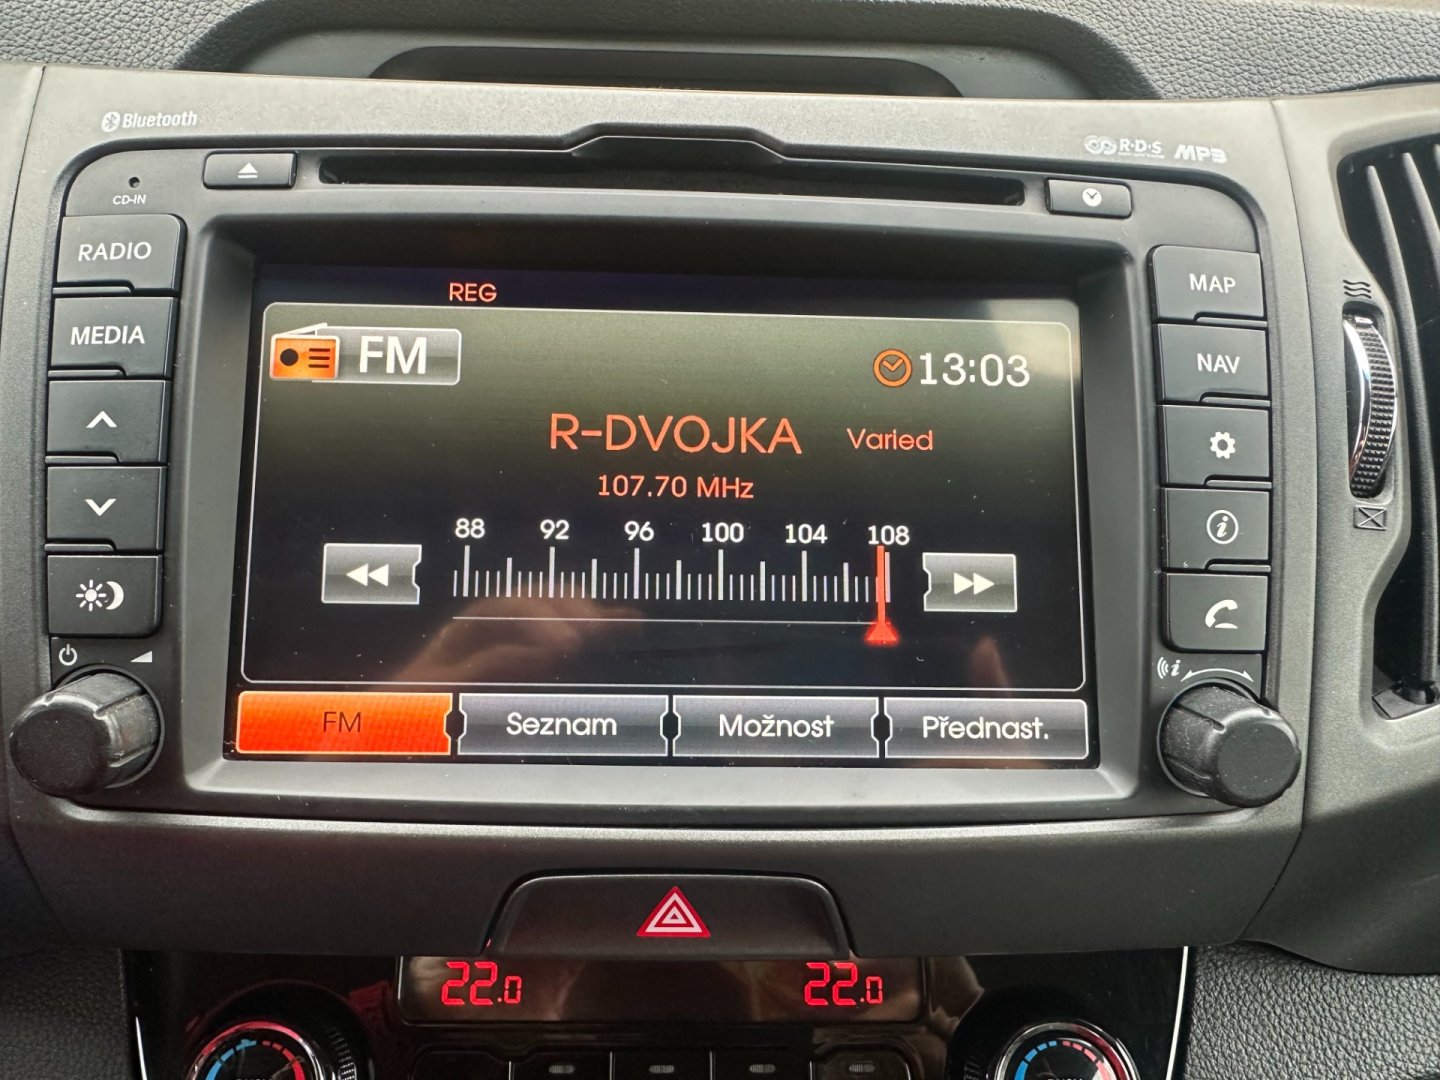 Bluetooth
R·D·S
MP3
CD-IN
RADIO
MEDIA
MAP
NAV
REG
FM
13:03
R-DVOJKA
Varied
107.70 MHz
88 92 96 100 104 108
FM
Seznam
Možnost
Přednast.
22.0
22.0